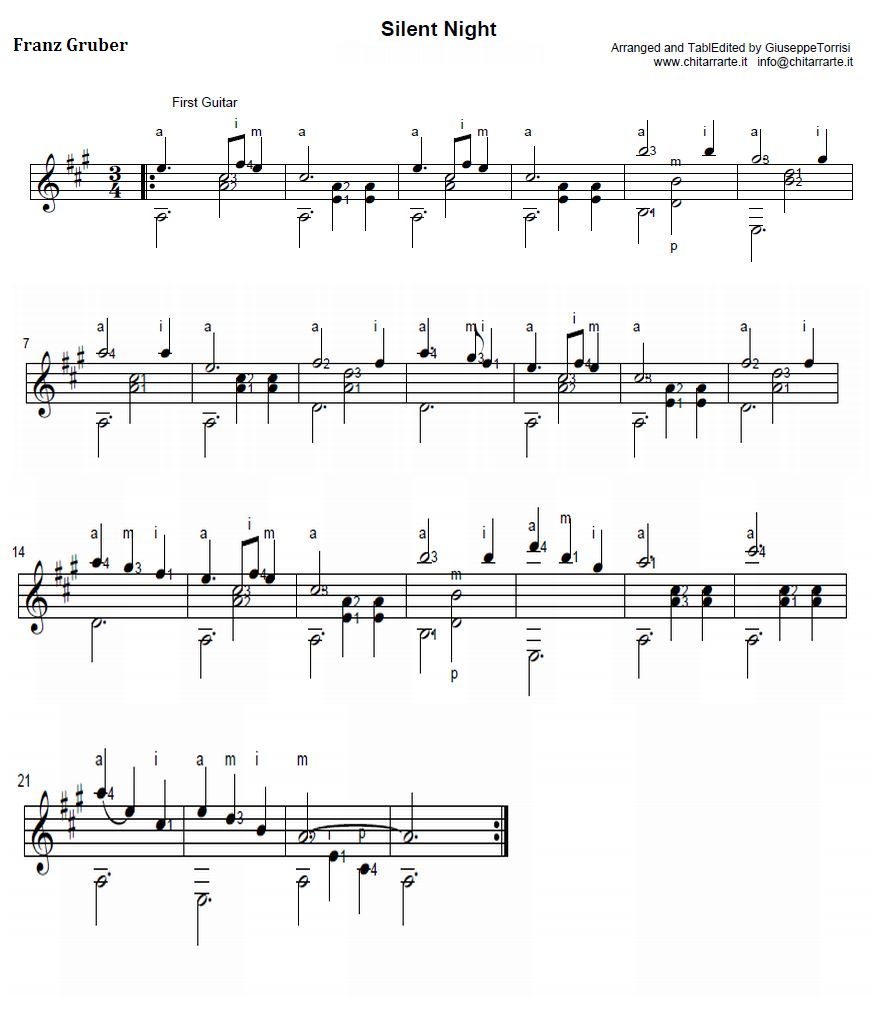 Silent Night
Franz Gruber
Arranged and TablEdited by GiuseppeTorrisi
www.chitarrarte.it info@chitarrarte.it
First Guitar
a i m a a i m a a m i a i
3
4
p
7
a i a a i a m i a i m a a i
14
a m i a i m a a m i a m i a a
p
21
a i a m i m
i p